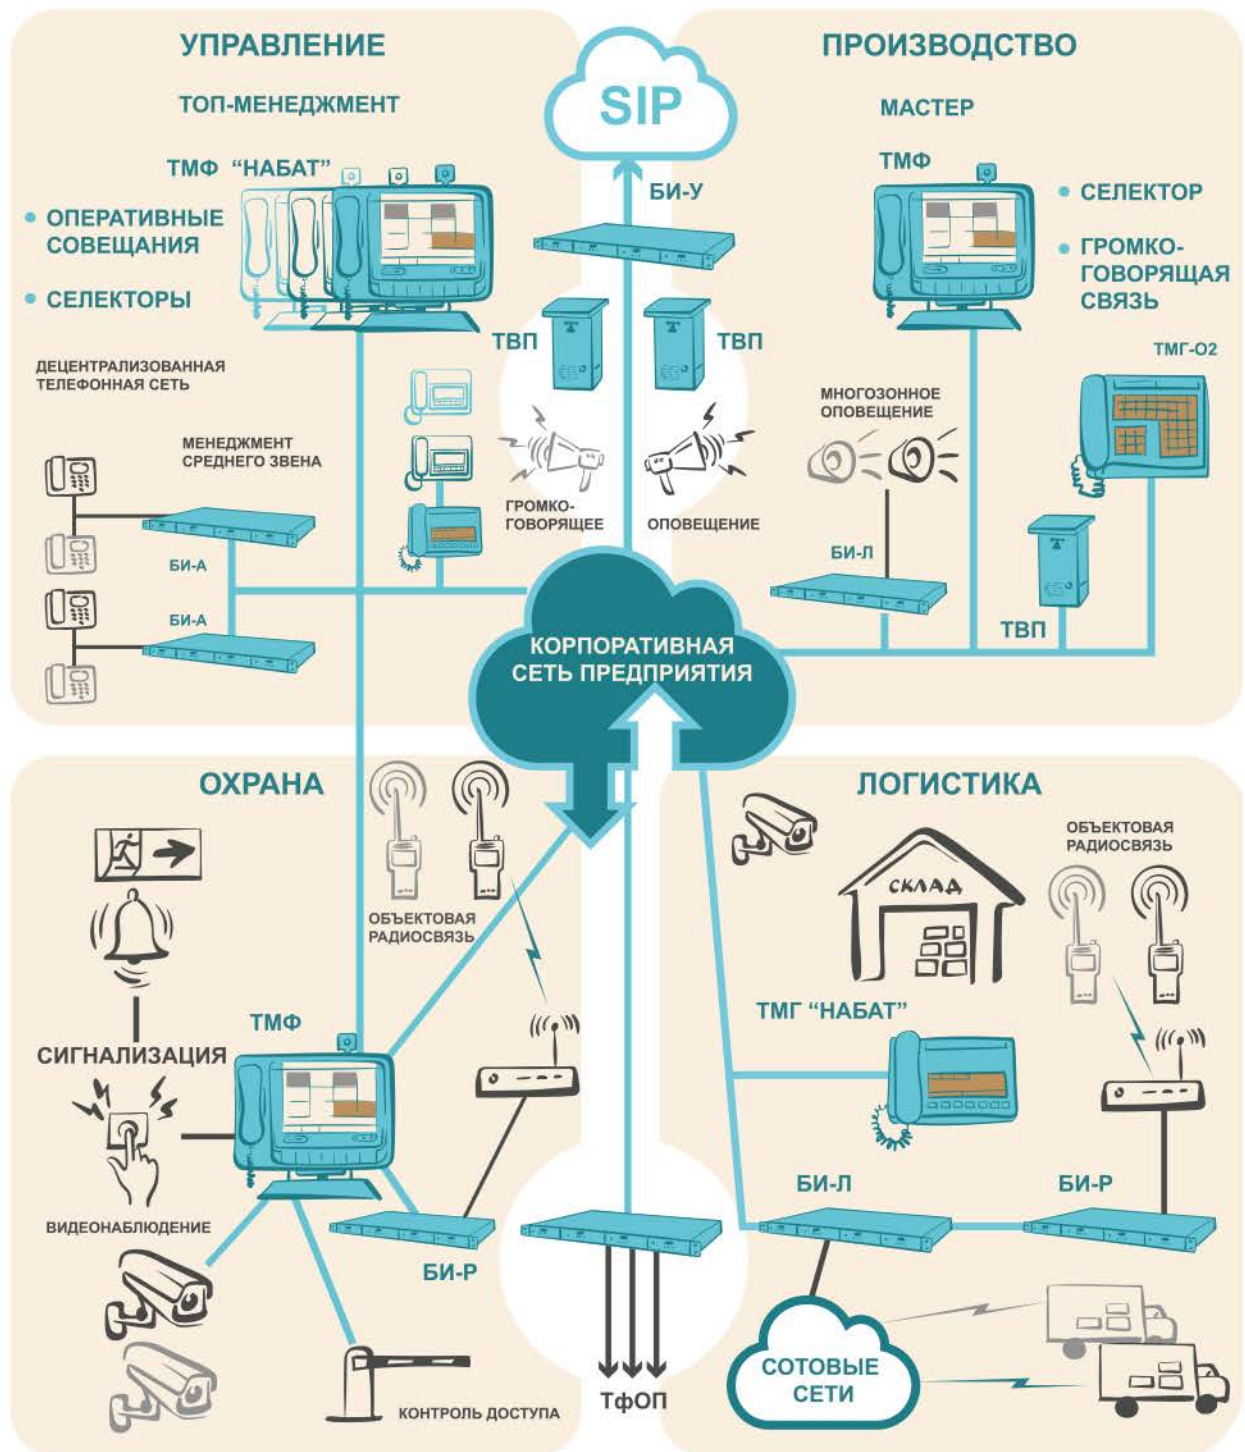 УПРАВЛЕНИЕ
ТОП-МЕНЕДЖМЕНТ
ТМФ “НАБАТ”
ОПЕРАТИВНЫЕ
СОВЕЩАНИЯ
СЕЛЕКТОРЫ
ДЕЦЕНТРАЛИЗОВАННАЯ
ТЕЛЕФОННАЯ СЕТЬ
МЕНЕДЖМЕНТ
СРЕДНЕГО ЗВЕНА
БИ-А
БИ-А
SIP
БИ-У
ТВП
ТВП
ГРОМКО-
ГОВОРЯЩЕЕ
ОПОВЕЩЕНИЕ
ПРОИЗВОДСТВО
МАСТЕР
ТМФ
СЕЛЕКТОР
ГРОМКО-
ГОВОРЯЩАЯ
СВЯЗЬ
ТМГ-О2
МНОГОЗОННОЕ
ОПОВЕЩЕНИЕ
БИ-Л
ТВП
КОРПОРАТИВНАЯ
СЕТЬ ПРЕДПРИЯТИЯ
ОХРАНА
ОБЪЕКТОВАЯ
РАДИОСВЯЗЬ
ТМФ
СИГНАЛИЗАЦИЯ
ВИДЕОНАБЛЮДЕНИЕ
БИ-Р
КОНТРОЛЬ ДОСТУПА
ТфОП
ЛОГИСТИКА
СКЛАД
ОБЪЕКТОВАЯ
РАДИОСВЯЗЬ
ТМГ “НАБАТ”
БИ-Л
БИ-Р
СОТОВЫЕ
СЕТИ